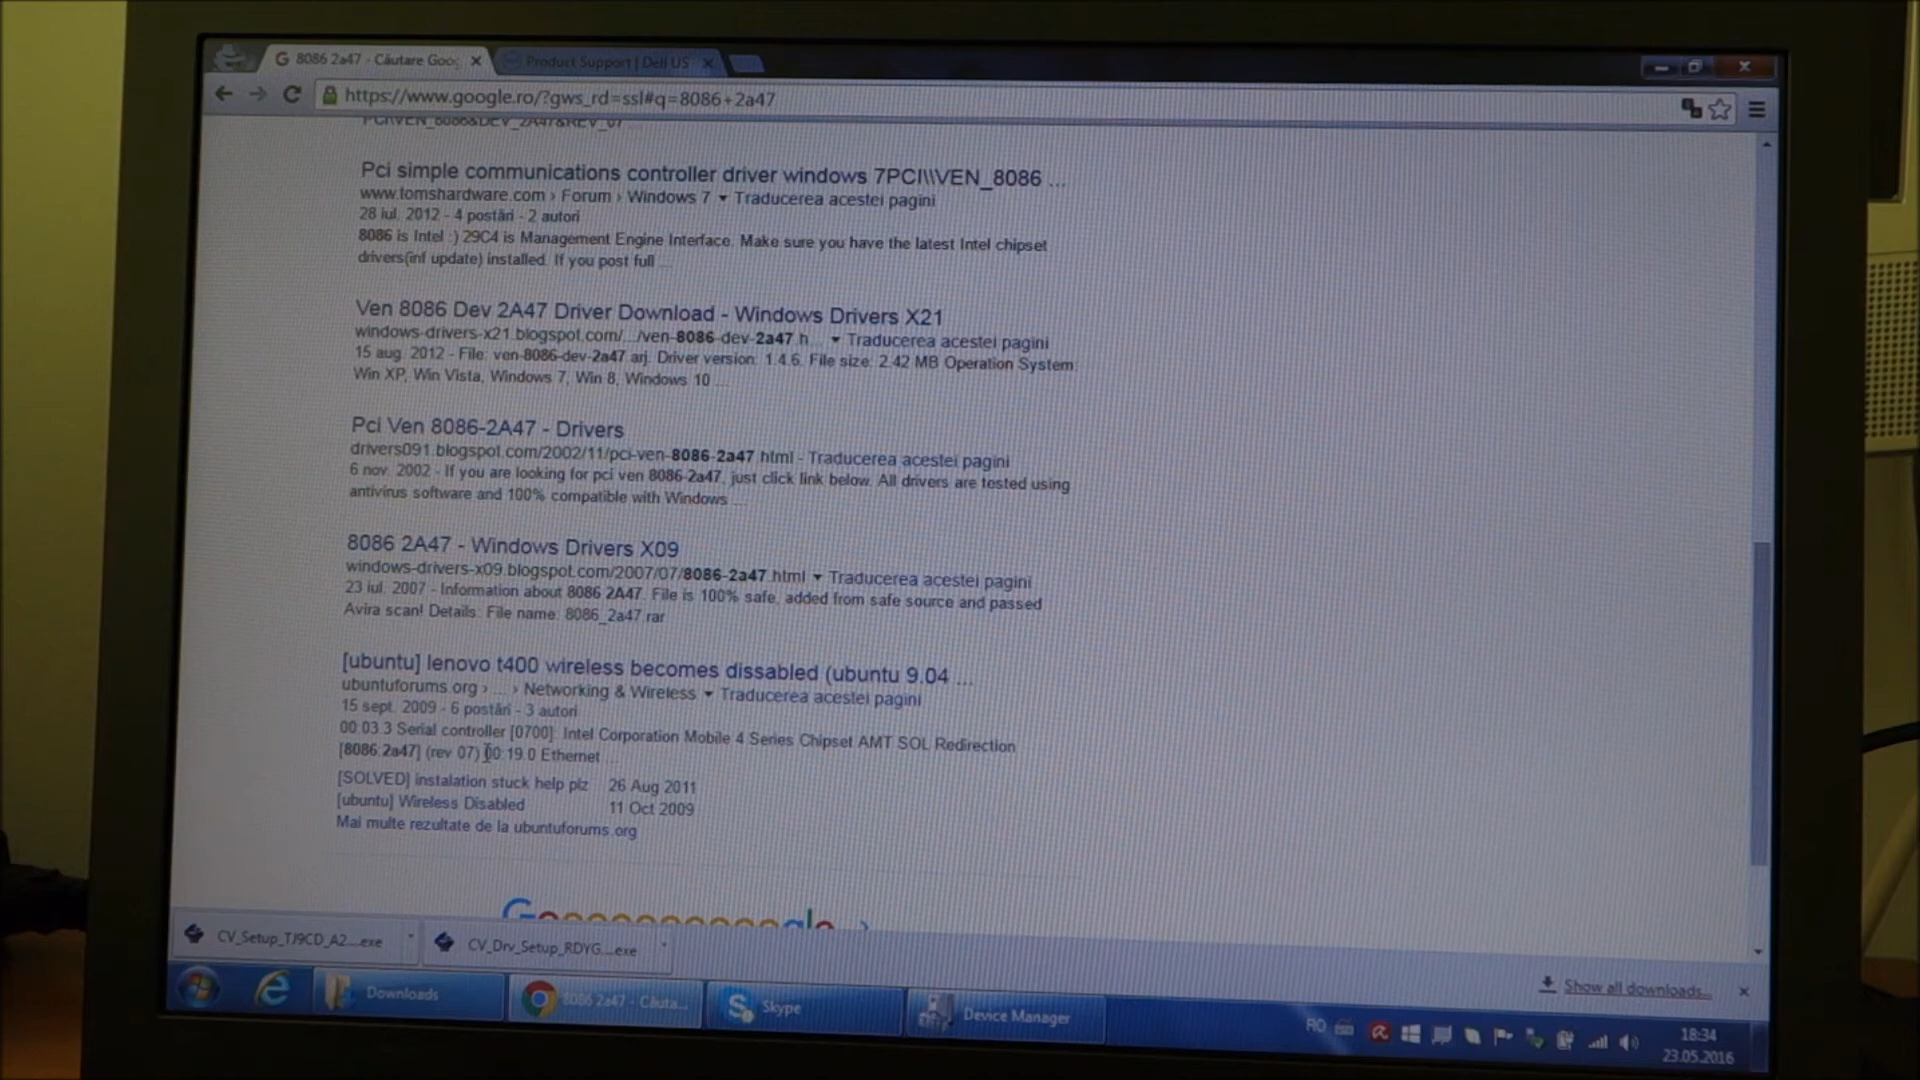 8086 2a47 - Căutare Goo
Product Support | Dell US
https://www.google.ro/?gws_rd=ssl#q=8086+2a47
PCI\VEN_8086&DEV_2A47&REV_07
Pci simple communications controller driver windows 7PCI\\\VEN_8086 ...
www.tomshardware.com › Forum › Windows 7 ▾ Traducerea acestei pagini
28 iul. 2012 - 4 postări - 2 autori
8086 is Intel :) 29C4 is Management Engine Interface. Make sure you have the latest Intel chipset
drivers(inf update) installed. If you post full ...
Ven 8086 Dev 2A47 Driver Download - Windows Drivers X21
windows-drivers-x21.blogspot.com/.../ven-8086-dev-2a47.h... ▾ Traducerea acestei pagini
15 aug. 2012 - File: ven-8086-dev-2a47.arj. Driver version: 1.4.6. File size: 2.42 MB Operation System:
Win XP, Win Vista, Windows 7, Win 8, Windows 10 ...
Pci Ven 8086-2A47 - Drivers
drivers091.blogspot.com/2002/11/pci-ven-8086-2a47.html - Traducerea acestei pagini
6 nov. 2002 - If you are looking for pci ven 8086-2a47, just click link below. All drivers are tested using
antivirus software and 100% compatible with Windows ...
8086 2A47 - Windows Drivers X09
windows-drivers-x09.blogspot.com/2007/07/8086-2a47.html ▾ Traducerea acestei pagini
23 iul. 2007 - Information about 8086 2A47. File is 100% safe, added from safe source and passed
Avira scan! Details: File name: 8086_2a47.rar
[ubuntu] lenovo t400 wireless becomes dissabled (ubuntu 9.04 ...
ubuntuforums.org › ... › Networking & Wireless ▾ Traducerea acestei pagini
15 sept. 2009 - 6 postări - 3 autori
00:03.3 Serial controller [0700]: Intel Corporation Mobile 4 Series Chipset AMT SOL Redirection
[8086:2a47] (rev 07) 00:19.0 Ethernet ...
[SOLVED] instalation stuck help plz 26 Aug 2011
[ubuntu] Wireless Disabled 11 Oct 2009
Mai multe rezultate de la ubuntuforums.org
Goooooooooogle ›
CV_Setup_TJ9CD_A2....exe CV_Drv_Setup_RDYG....exe
Show all downloads...
Downloads 8086 2a47 - Căuta... Skype Device Manager
RO 18:34
23.05.2016